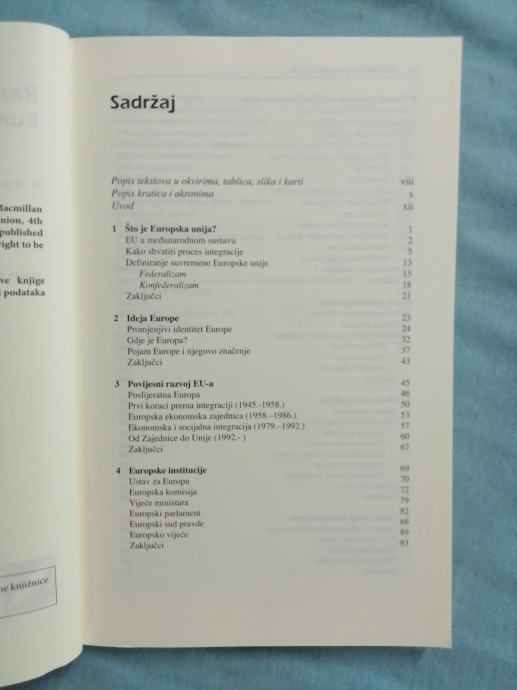 Macmillan
nion, 4th
published
right to be
ve knjige
i podataka
ne knjižnice
Sadržaj
Popis tekstova u okvirima, tablica, slika i karti viii
Popis kratica i akronima x
Uvod xii
1 Što je Europska unija? 1
EU u međunarodnom sustavu 2
Kako shvatiti proces integracije 5
Definiranje suvremene Europske unije 13
Federalizam 15
Konfederalizam 18
Zaključci 21
2 Ideja Europe 23
Promjenjivi identitet Europe 24
Gdje je Europa? 32
Pojam Europe i njegovo značenje 37
Zaključci 43
3 Povijesni razvoj EU-a 45
Poslijeratna Europa 46
Prvi koraci prema integraciji (1945.-1958.) 50
Europska ekonomska zajednica (1958.-1986.) 53
Ekonomska i socijalna integracija (1979.-1992.) 57
Od Zajednice do Unije (1992.- ) 60
Zaključci 67
4 Europske institucije 69
Ustav za Europu 70
Europska komisija 72
Vijeće ministara 79
Europski parlament 82
Europski sud pravde 86
Europsko vijeće 89
Zaključci 93